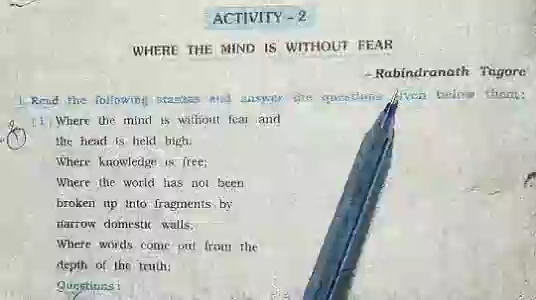 ACTIVITY - 2
WHERE THE MIND IS WITHOUT FEAR
- Rabindranath Tagore
I. Read the following stanzas and answer the questions given below them:
(1) Where the mind is without fear and
the head is held high;
Where knowledge is free;
Where the world has not been
broken up into fragments by
narrow domestic walls;
Where words come out from the
depth of the truth;
Questions: